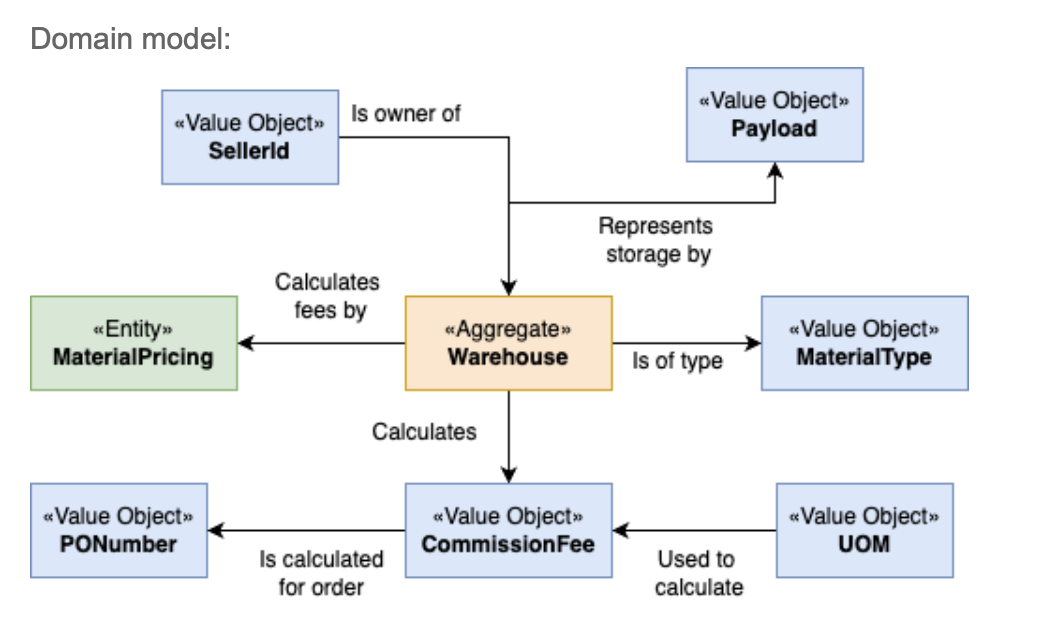 Domain model:
«Value Object»
SellerId
Is owner of
«Value Object»
Payload
Represents
storage by
Calculates
fees by
«Entity»
MaterialPricing
«Aggregate»
Warehouse
Is of type
«Value Object»
MaterialType
Calculates
«Value Object»
PONumber
Is calculated
for order
«Value Object»
CommissionFee
Used to
calculate
«Value Object»
UOM